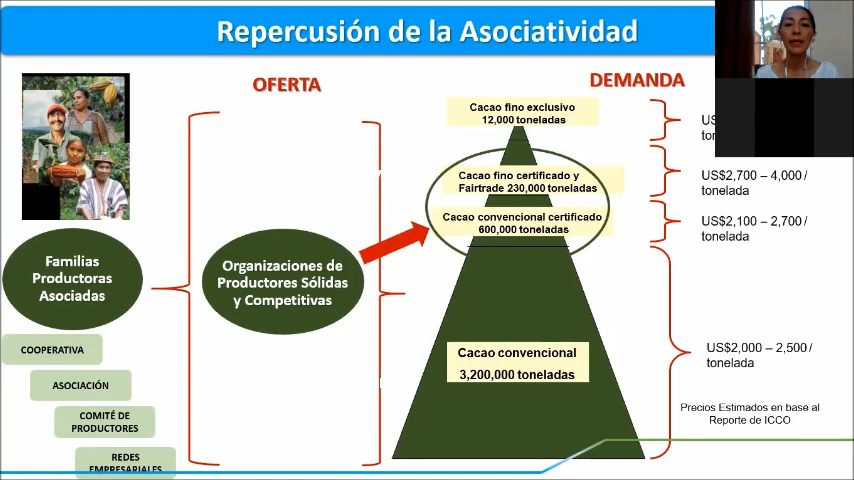 Repercusión de la Asociatividad
OFERTA
DEMANDA
Cacao fino exclusivo
12,000 toneladas
Cacao fino certificado y
Fairtrade 230,000 toneladas
US$2,700 – 4,000 /
tonelada
Cacao convencional certificado
600,000 toneladas
US$2,100 – 2,700 /
tonelada
Familias
Productoras
Asociadas
Organizaciones de
Productores Sólidas
y Competitivas
COOPERATIVA
ASOCIACIÓN
COMITÉ DE
PRODUCTORES
REDES
EMPRESARIALES
Cacao convencional
3,200,000 toneladas
US$2,000 – 2,500 /
tonelada
Precios Estimados en base al
Reporte de ICCO